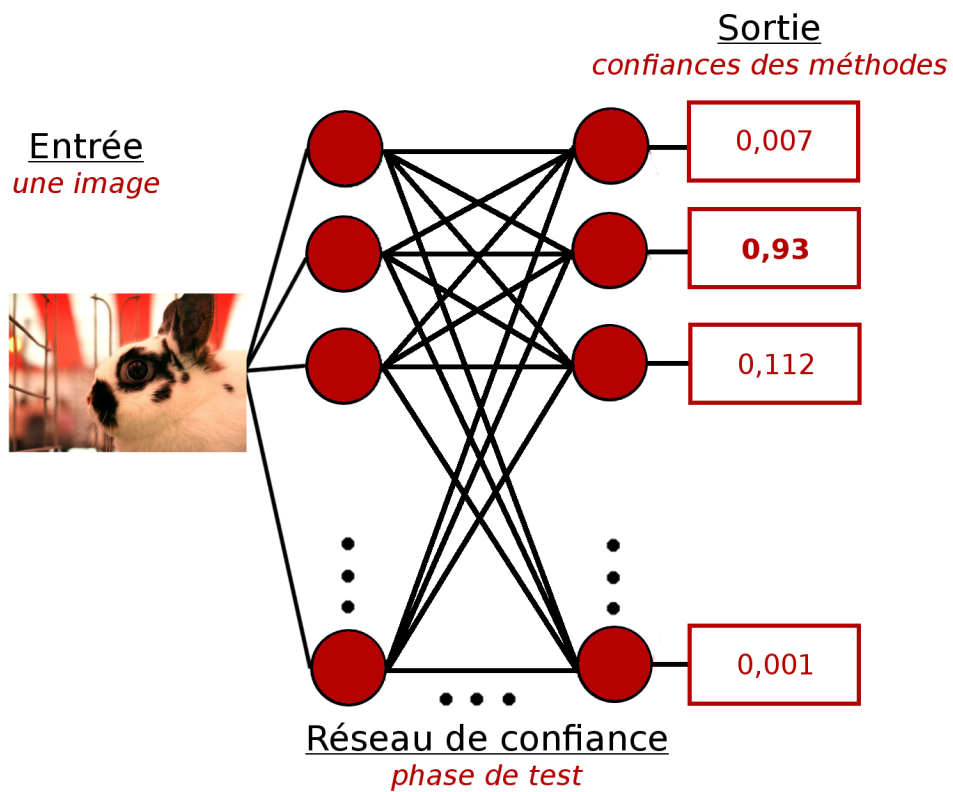 Sortie
confiances des méthodes
Entrée
une image
0,007
0,93
0,112
0,001
Réseau de confiance
phase de test